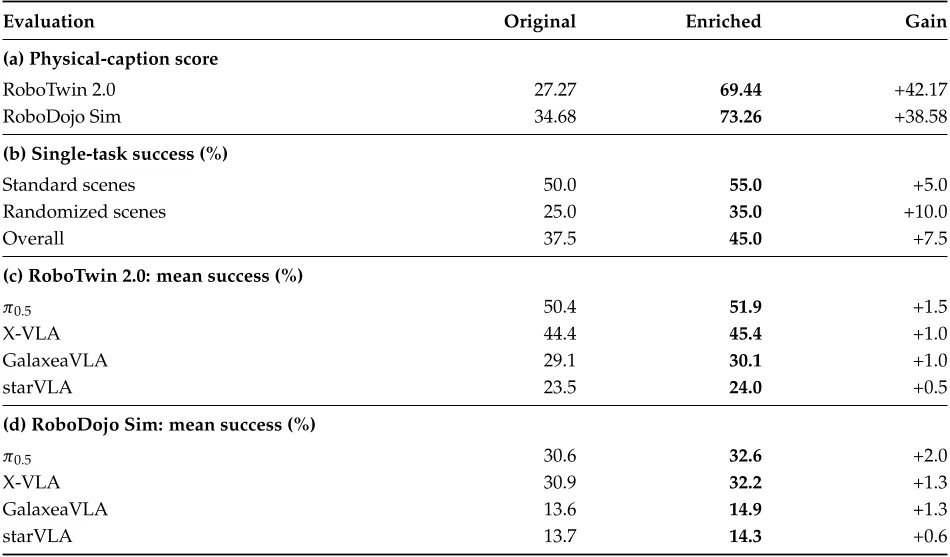 Evaluation Original Enriched Gain
(a) Physical-caption score
RoboTwin 2.0 27.27 69.44 +42.17
RoboDojo Sim 34.68 73.26 +38.58
(b) Single-task success (%)
Standard scenes 50.0 55.0 +5.0
Randomized scenes 25.0 35.0 +10.0
Overall 37.5 45.0 +7.5
(c) RoboTwin 2.0: mean success (%)
π0.5 50.4 51.9 +1.5
X-VLA 44.4 45.4 +1.0
GalaxeaVLA 29.1 30.1 +1.0
starVLA 23.5 24.0 +0.5
(d) RoboDojo Sim: mean success (%)
π0.5 30.6 32.6 +2.0
X-VLA 30.9 32.2 +1.3
GalaxeaVLA 13.6 14.9 +1.3
starVLA 13.7 14.3 +0.6